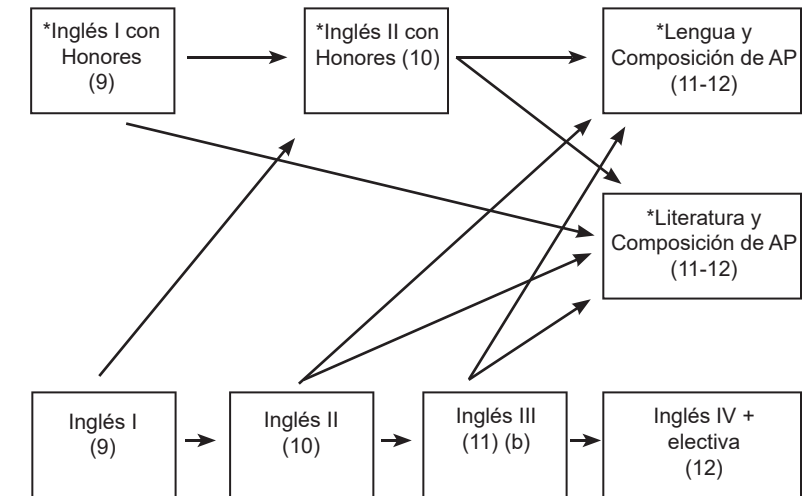 *Inglés I con
Honores
(9)
*Inglés II con
Honores (10)
*Lengua y
Composición de AP
(11-12)
*Literatura y
Composición de AP
(11-12)
Inglés I
(9)
Inglés II
(10)
Inglés III
(11) (b)
Inglés IV +
electiva
(12)